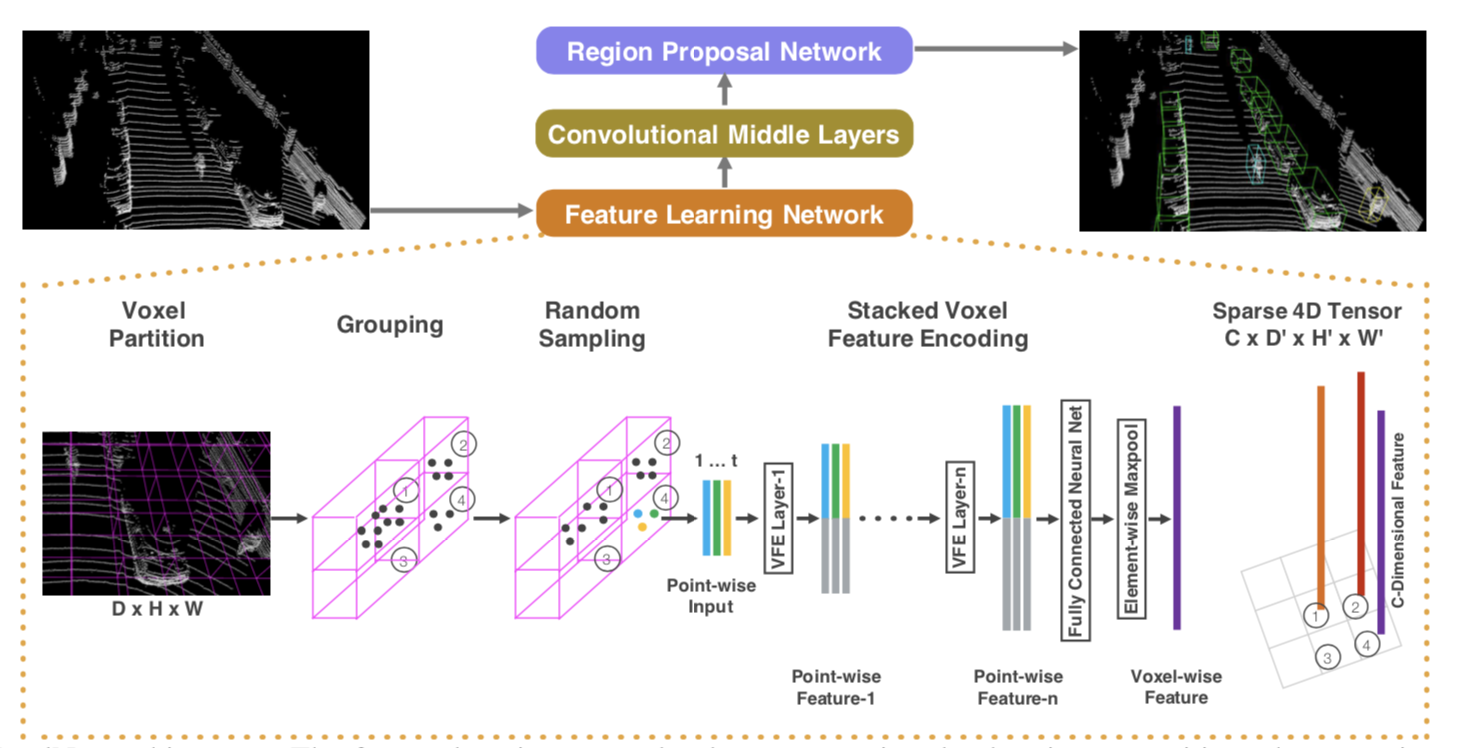 Region Proposal Network
Convolutional Middle Layers
Feature Learning Network
Voxel
Partition
Grouping
Random
Sampling
Stacked Voxel
Feature Encoding
Sparse 4D Tensor
C x D' x H' x W'
D x H x W
1
2
3
4
1
2
3
4
1 ... t
Point-wise
Input
VFE Layer-1
Point-wise
Feature-1
VFE Layer-n
Point-wise
Feature-n
Fully Connected Neural Net
Element-wise Maxpool
Voxel-wise
Feature
C-Dimensional Feature
1
2
3
4